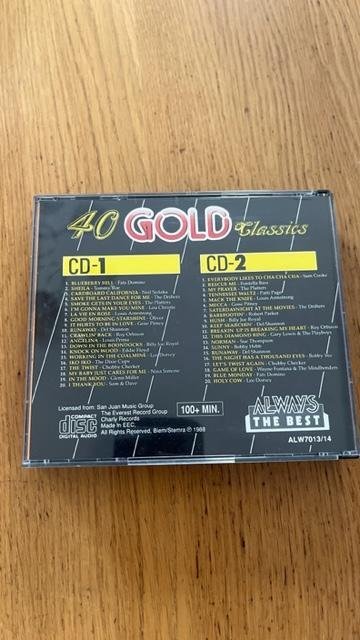 40 GOLD Classics
CD-1
1. BLUEBERRY HILL - Fats Domino
2. SHEILA - Tommy Roe
3. CARDBOARD CALIFORNIA - Neil Sedaka
4. SAVE THE LAST DANCE FOR ME - The Drifters
5. SMOKE GETS IN YOUR EYES - The Platters
6. I'M GONNA MAKE YOU MINE - Lou Christie
7. LA VIE EN ROSE - Louis Armstrong
8. GOOD MORNING STARSHINE - Oliver
9. IT HURTS TO BE IN LOVE - Gene Pitney
10. RUNAWAY - Del Shannon
11. CRAWLIN' BACK - Roy Orbison
12. ANGELINA - Louis Prima
13. DOWN IN THE BOONDOCKS - Billy Joe Royal
14. KNOCK ON WOOD - Eddie Floyd
15. WORKING IN THE COALMINE - Lee Dorsey
16. IKO IKO - The Dixie Cups
17. THE TWIST - Chubby Checker
18. MY BABY JUST CARES FOR ME - Nina Simone
19. IN THE MOOD - Glenn Miller
20. I THANK YOU - Sam & Dave
CD-2
1. EVERYBODY LIKES TO CHA CHA CHA - Sam Cooke
2. RESCUE ME - Fontella Bass
3. MY PRAYER - The Platters
4. TENNESSEE WALTZ - Patti Page
5. MACK THE KNIFE - Louis Armstrong
6. MECCA - Gene Pitney
7. SATERDAYNIGHT AT THE MOVIES - The Drifters
8. BAREFOOTIN' - Robert Parker
9. HUSH - Billy Joe Royal
10. KEEP SEARCHIN' - Del Shannon
11. BREAKIN' UP IS BREAKING MY HEART - Roy Orbison
12. THIS DIAMOND RING - Gary Lewis & The Playboys
13. NORMAN - Sue Thompson
14. SUNNY - Bobby Hebb
15. RUNAWAY - Del Shannon
16. THE NIGHT HAS A THOUSAND EYES - Bobby Vee
17. LET'S TWIST AGAIN - Chubby Checker
18. GAME OF LOVE - Wayne Fontana & The Mindbenders
19. BLUE MONDAY - Fats Domino
20. HOLY COW - Lee Dorsey
Licensed from: San Juan Music Group
The Everest Record Group
Charly Records
Made in EEC,
All Rights Reserved, Biem/Stemra ℗ 1988
COMPACT
disc
DIGITAL AUDIO
100+ MIN.
ALWAYS
THE BEST
ALW7013/14